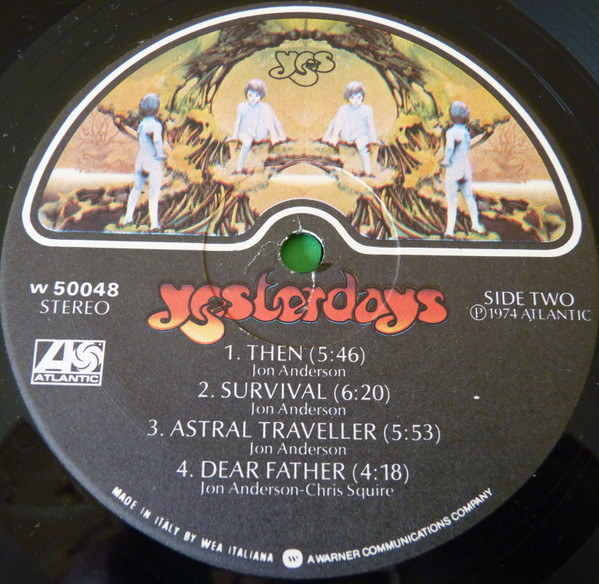 yes
w 50048
STEREO
yesterdays
SIDE TWO
Ⓟ1974 ATLANTIC
ATLANTIC
1. THEN (5:46)
Jon Anderson
2. SURVIVAL (6:20)
Jon Anderson
3. ASTRAL TRAVELLER (5:53)
Jon Anderson
4. DEAR FATHER (4:18)
Jon Anderson-Chris Squire
MADE IN ITALY BY WEA ITALIANA W A WARNER COMMUNICATIONS COMPANY